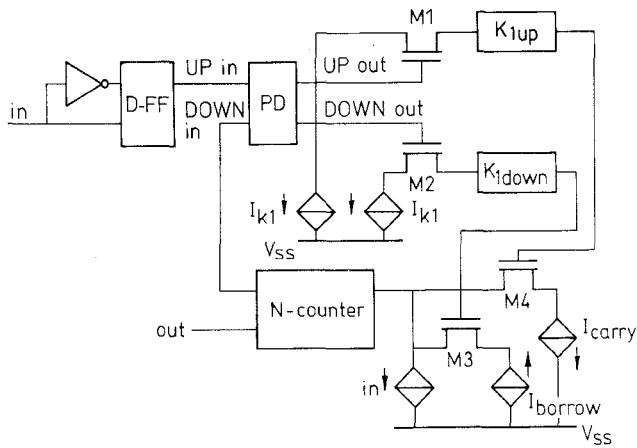 M1
K1up
UP in
UP out
in
D-FF
DOWN in
PD
DOWN out
M2
K1down
Ik1
Ik1
VSS
N-counter
M4
out
M3
Icarry
in
Iborrow
VSS